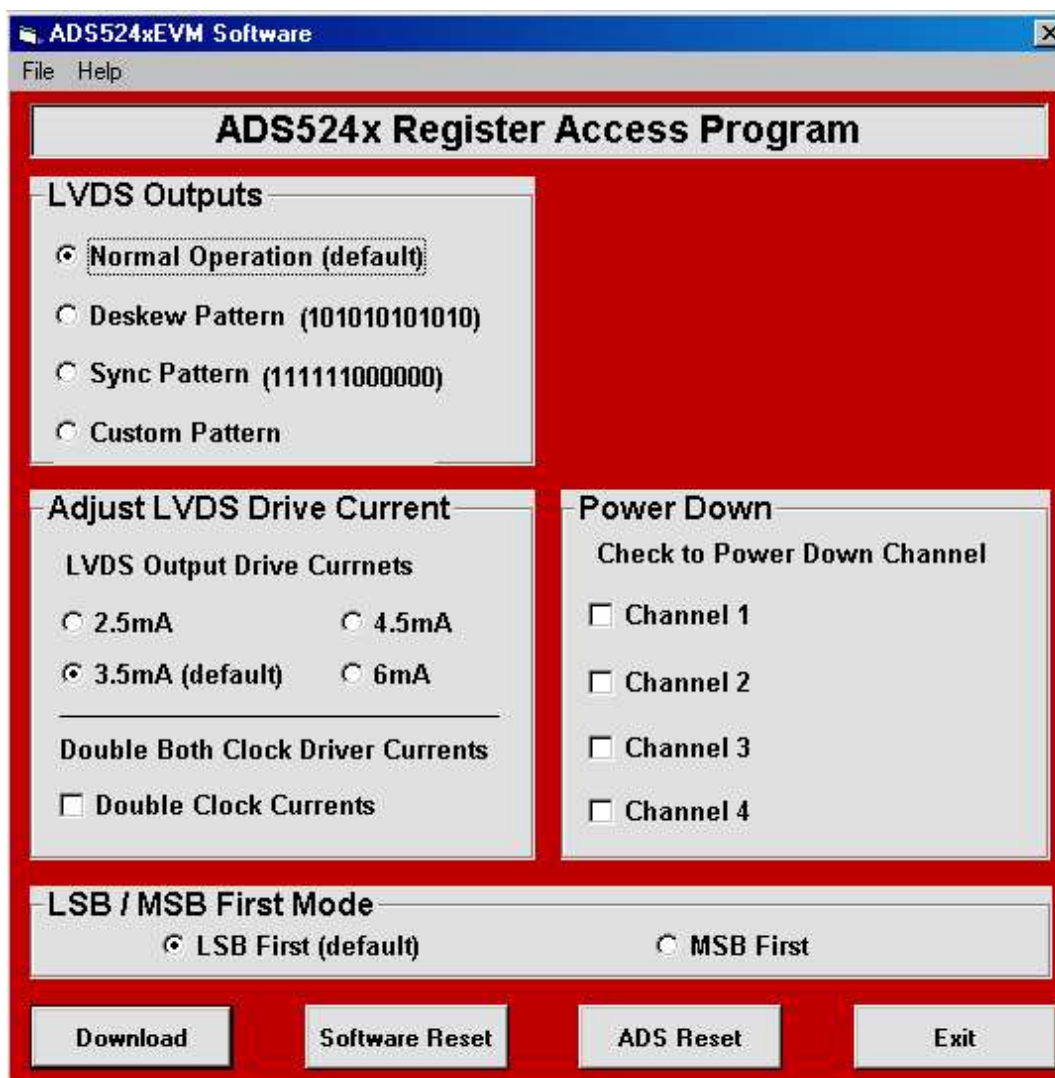 ADS524xEVM Software
File Help
ADS524x Register Access Program
LVDS Outputs
Normal Operation (default)
Deskew Pattern (101010101010)
Sync Pattern (111111000000)
Custom Pattern
Adjust LVDS Drive Current
LVDS Output Drive Currnets
2.5mA
4.5mA
3.5mA (default)
6mA
Double Both Clock Driver Currents
Double Clock Currents
Power Down
Check to Power Down Channel
Channel 1
Channel 2
Channel 3
Channel 4
LSB / MSB First Mode
LSB First (default)
MSB First
Download
Software Reset
ADS Reset
Exit